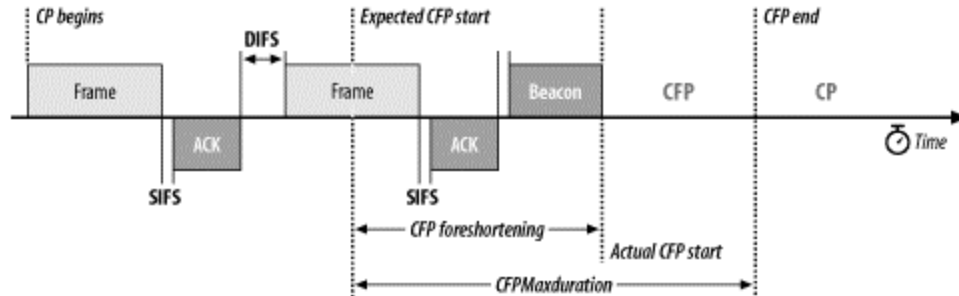 CP begins
Expected CFP start
CFP end
DIFS
Frame
Frame
Beacon
CFP
CP
ACK
ACK
Time
SIFS
SIFS
CFP foreshortening
Actual CFP start
CFPMaxduration